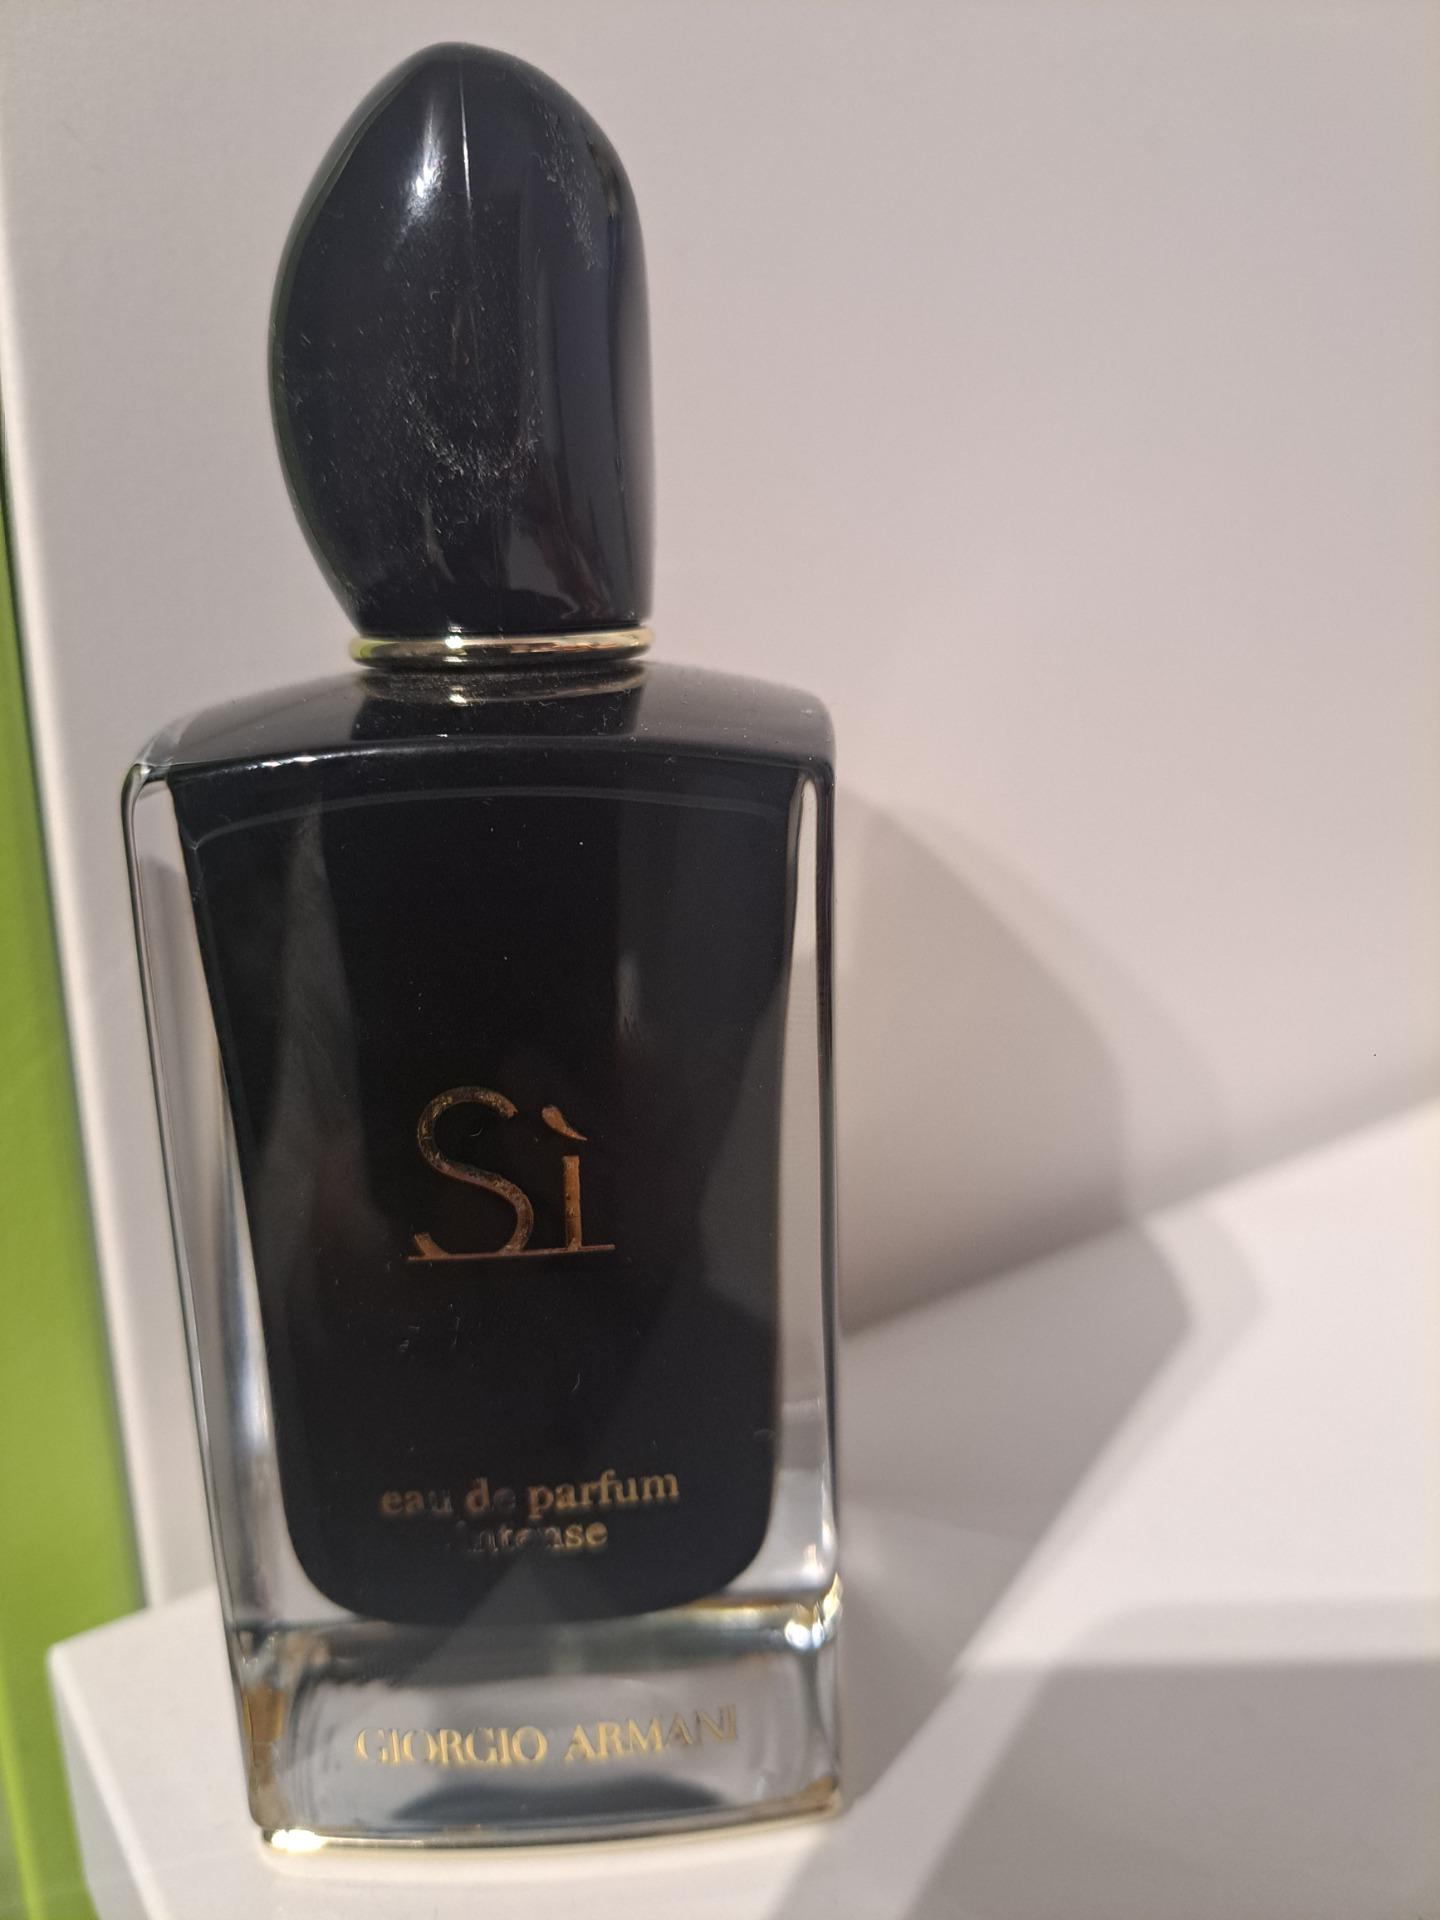 Sì
eau de parfum
intense
GIORGIO ARMANI